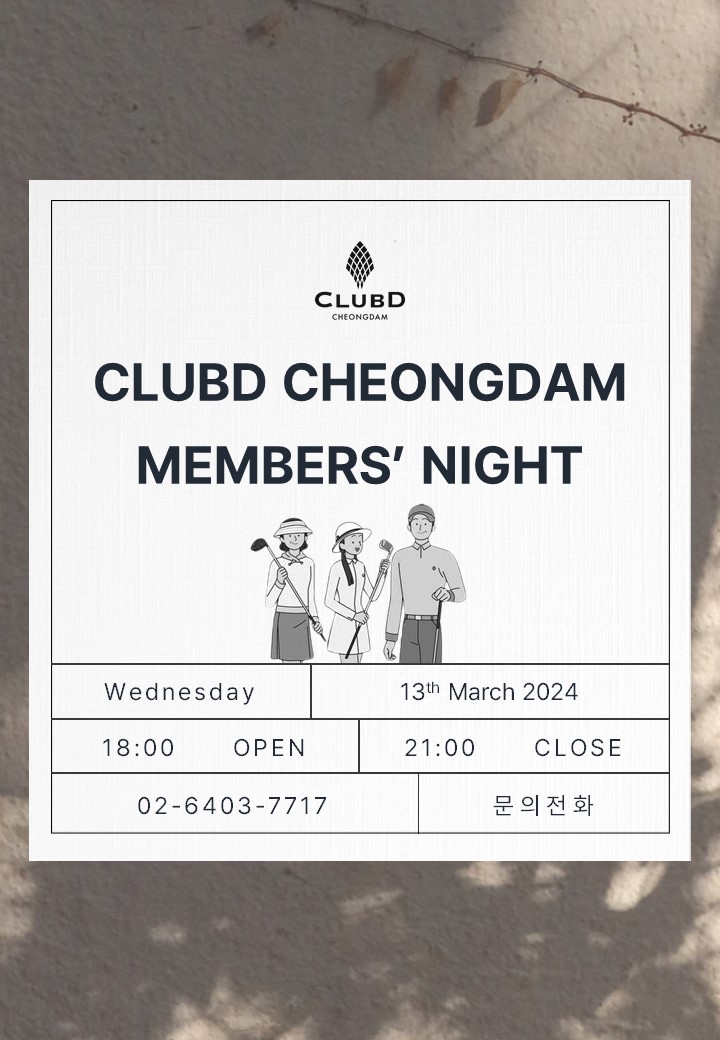 CLUBD
CHEONGDAM
CLUBD CHEONGDAM
MEMBERS’ NIGHT
Wednesday 13th March 2024
18:00 OPEN 21:00 CLOSE
02-6403-7717 문의전화